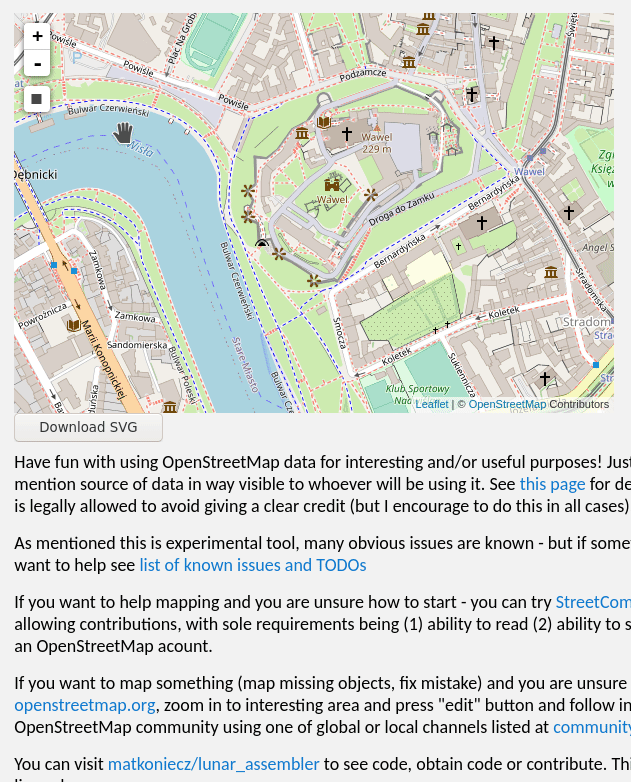 +
-
Powiśle
Powiśle
Powiśle
Plac Na Grob
P
Bulwar Czerwieński
Wisła
Podzamcze
Wawel
229 m
Wawel
Droga do Zamku
Bernardyńska
Bernardyńska
Wawel
Święte
Zgr
Księż
w
Angel S
Stradomska
Stradom
Stra
Str
Dębnicki
Zamkowa
Zamkowa
Powroźnicza
Sandomierska
Marii Konopnickiej
Bulwar Poleski
Bulwar Czerwieński
Stare Miasto
Bulwar Cz
Smocza
Koletek
Koletek
Sukiennicza
Klub Sportowy
Leaflet | © OpenStreetMap Contributors
Download SVG
Have fun with using OpenStreetMap data for interesting and/or useful purposes! Just
mention source of data in way visible to whoever will be using it. See this page for de
is legally allowed to avoid giving a clear credit (but I encourage to do this in all cases)
As mentioned this is experimental tool, many obvious issues are known - but if some
want to help see list of known issues and TODOs
If you want to help mapping and you are unsure how to start - you can try StreetCom
allowing contributions, with sole requirements being (1) ability to read (2) ability to s
an OpenStreetMap acount.
If you want to map something (map missing objects, fix mistake) and you are unsure
openstreetmap.org, zoom in to interesting area and press "edit" button and follow in
OpenStreetMap community using one of global or local channels listed at community
You can visit matkoniecz/lunar_assembler to see code, obtain code or contribute. Thi